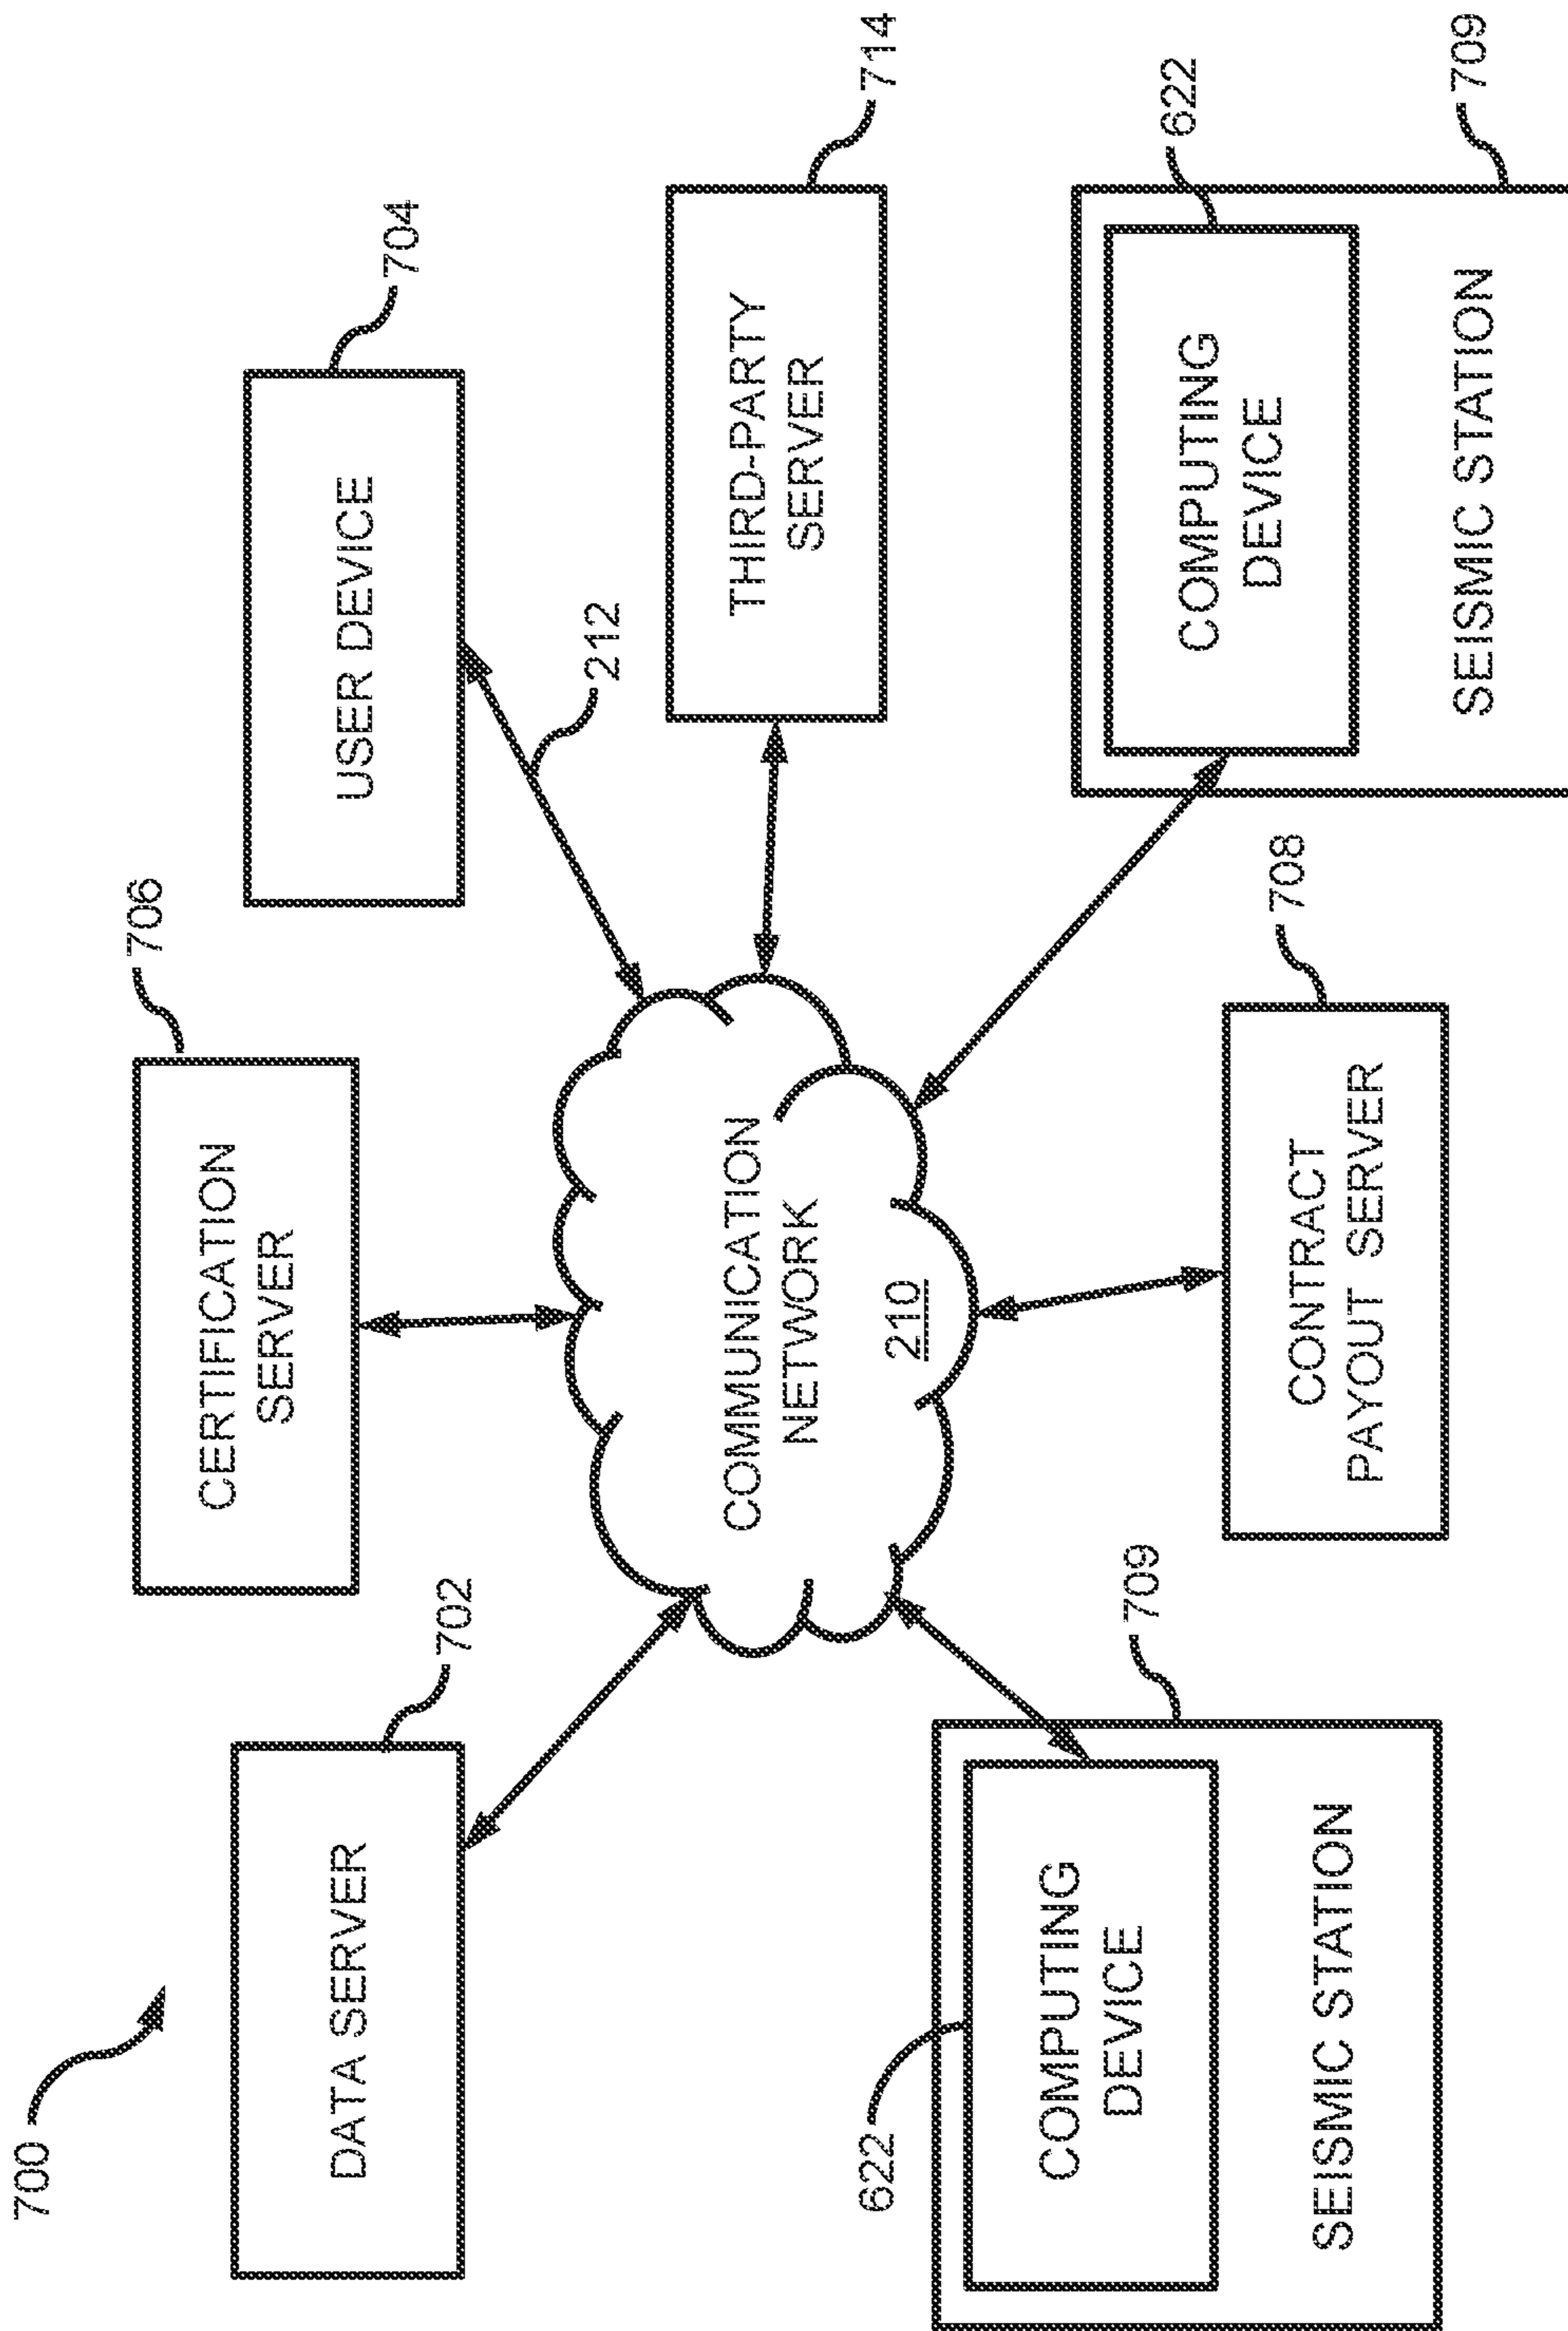 700
706
CERTIFICATION
SERVER
704
USER DEVICE
702
DATA SERVER
212
714
THIRD-PARTY
SERVER
COMMUNICATION
NETWORK
210
622
COMPUTING
DEVICE
SEISMIC STATION
709
708
CONTRACT
PAYOUT SERVER
622
COMPUTING
DEVICE
SEISMIC STATION
709